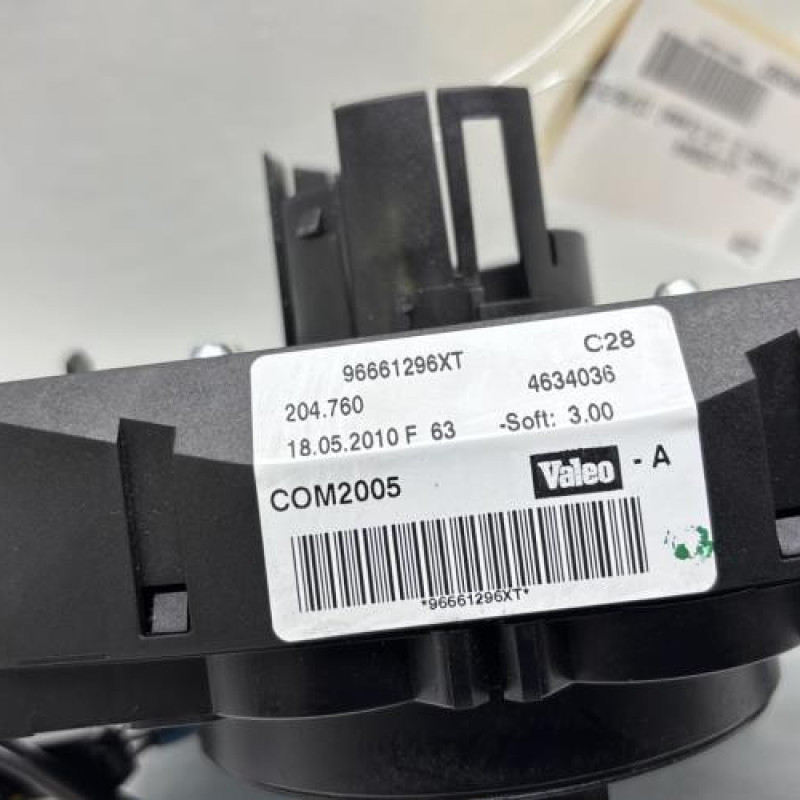 96661296XT C28
204.760 4634036
18.05.2010 F 63 -Soft: 3.00
COM2005 Valeo - A
*96661296XT*